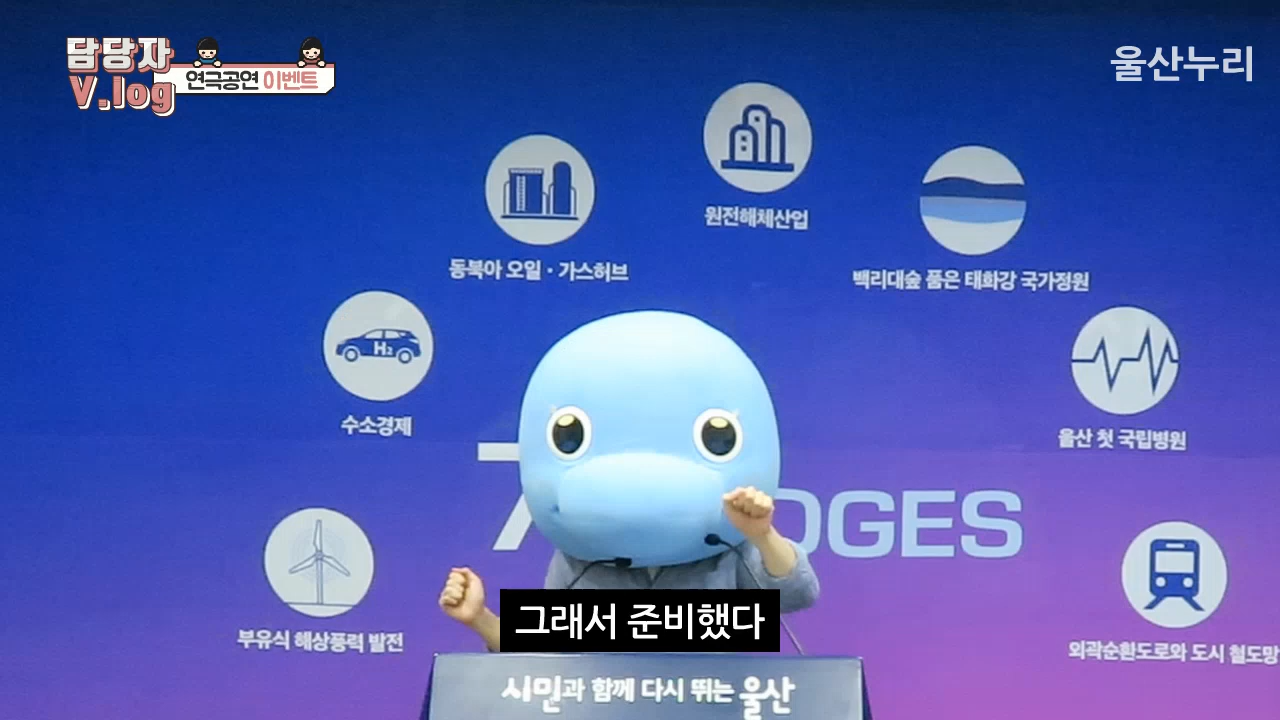 담당자
V.log
연극공연 이벤트
울산누리
원전해체산업
동북아 오일·가스허브
백리대숲 품은 태화강 국가정원
H2
수소경제
울산 첫 국립병원
7
DGES
부유식 해상풍력 발전
외곽순환도로와 도시 철도망
그래서 준비했다
시민과 함께 다시 뛰는 울산